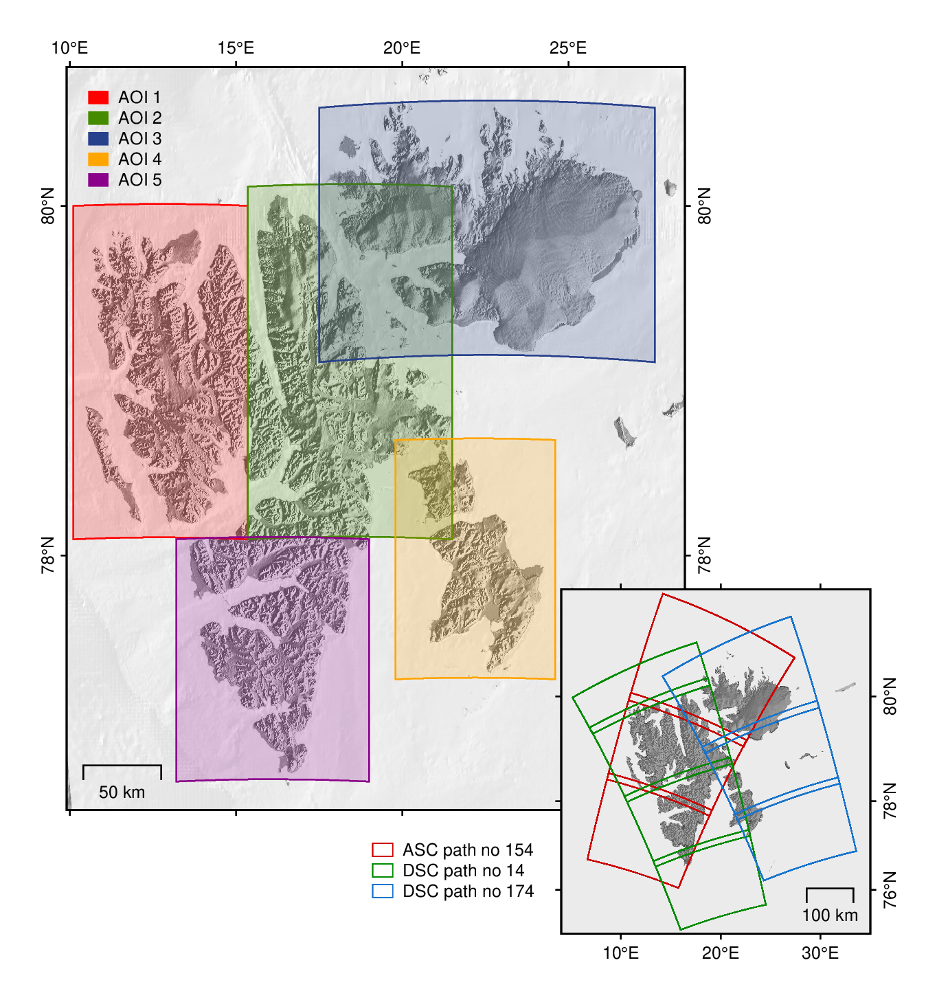 10°E 15°E 20°E 25°E
AOI 1
AOI 2
AOI 3
AOI 4
AOI 5
80°N 80°N
78°N 78°N
50 km
ASC path no 154
DSC path no 14
DSC path no 174
80°N
78°N
76°N
100 km
10°E 20°E 30°E